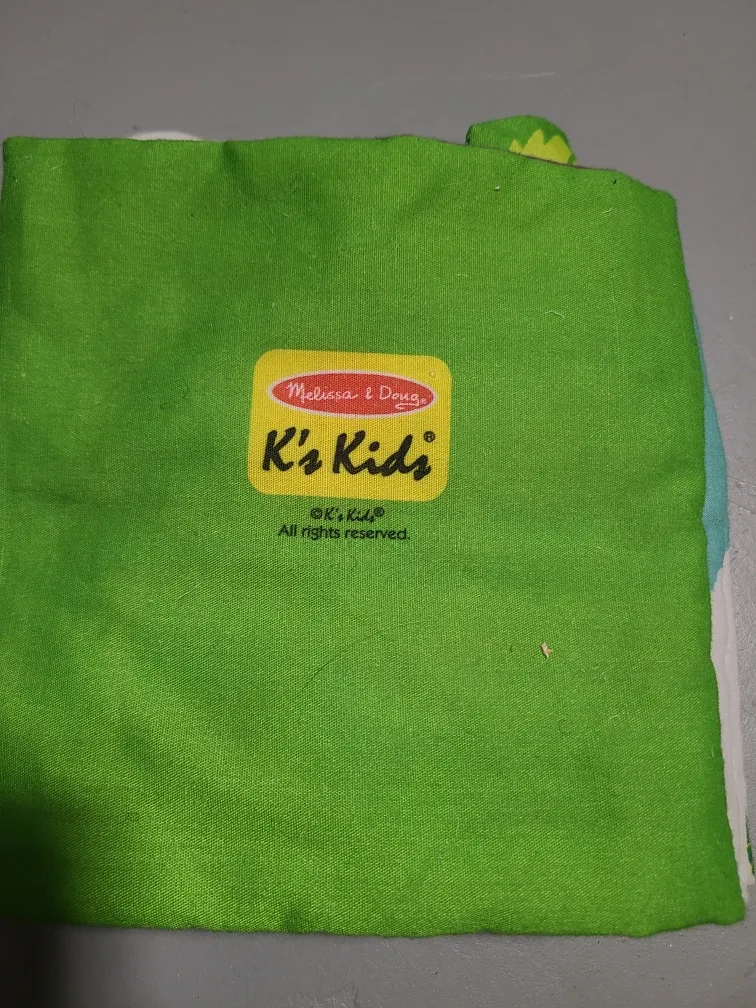 Melissa & Doug®
K's Kids®
©K's Kids®
All rights reserved.